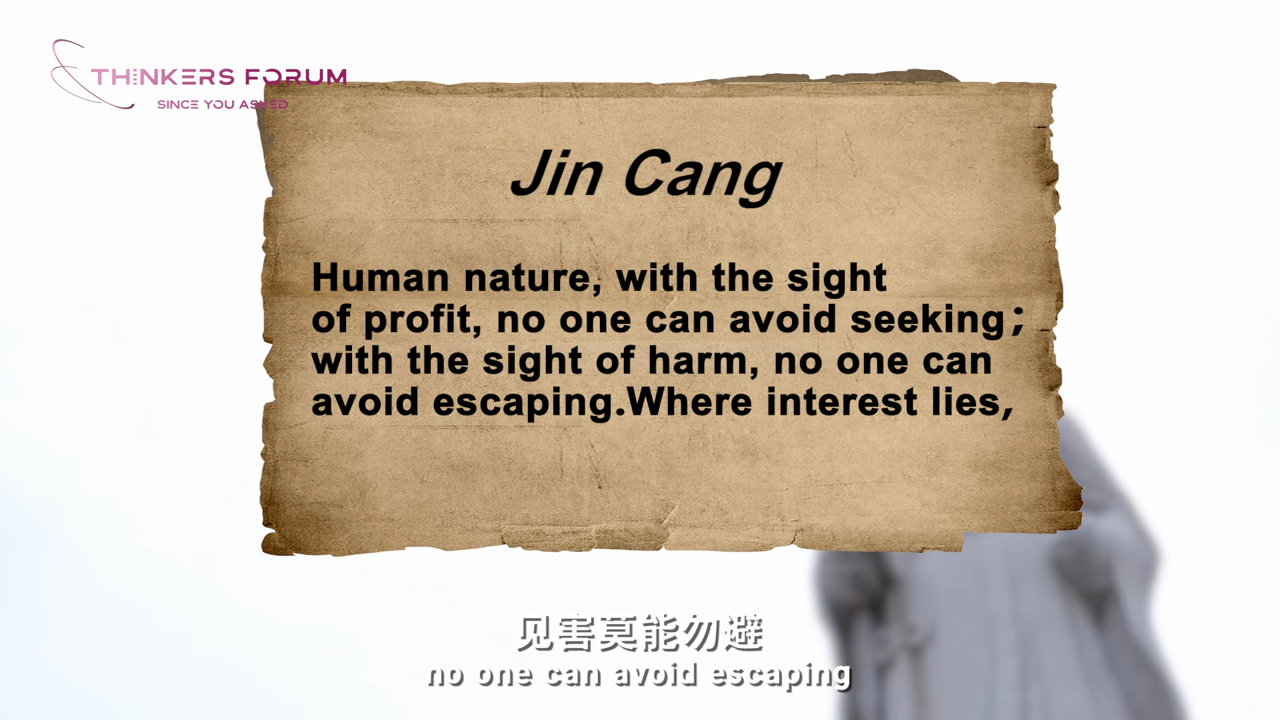 THINKERS FORUM
SINCE YOU ASKED
Jin Cang
Human nature, with the sight
of profit, no one can avoid seeking;
with the sight of harm, no one can
avoid escaping.Where interest lies,
见害莫能勿避
no one can avoid escaping